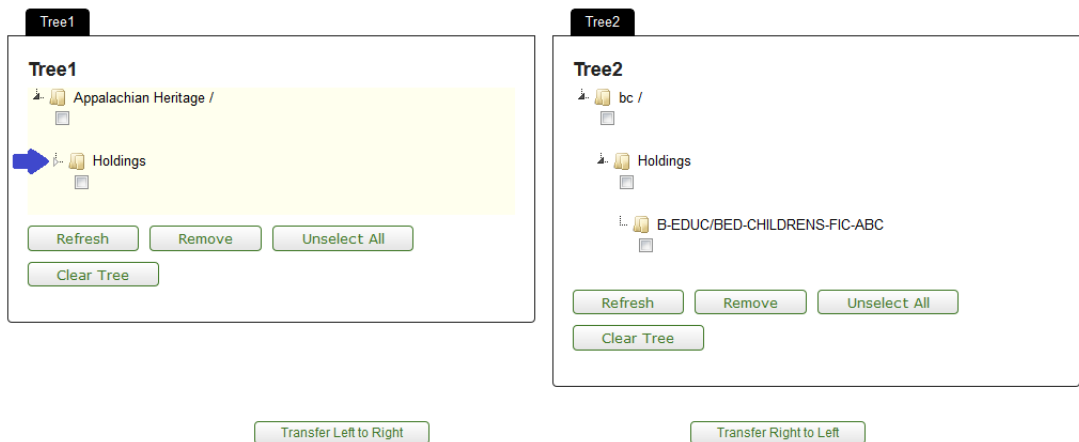 Tree1
Tree1
Appalachian Heritage /
Holdings
Refresh Remove Unselect All
Clear Tree
Transfer Left to Right
Tree2
Tree2
bc /
Holdings
B-EDUC/BED-CHILDRENS-FIC-ABC
Refresh Remove Unselect All
Clear Tree
Transfer Right to Left